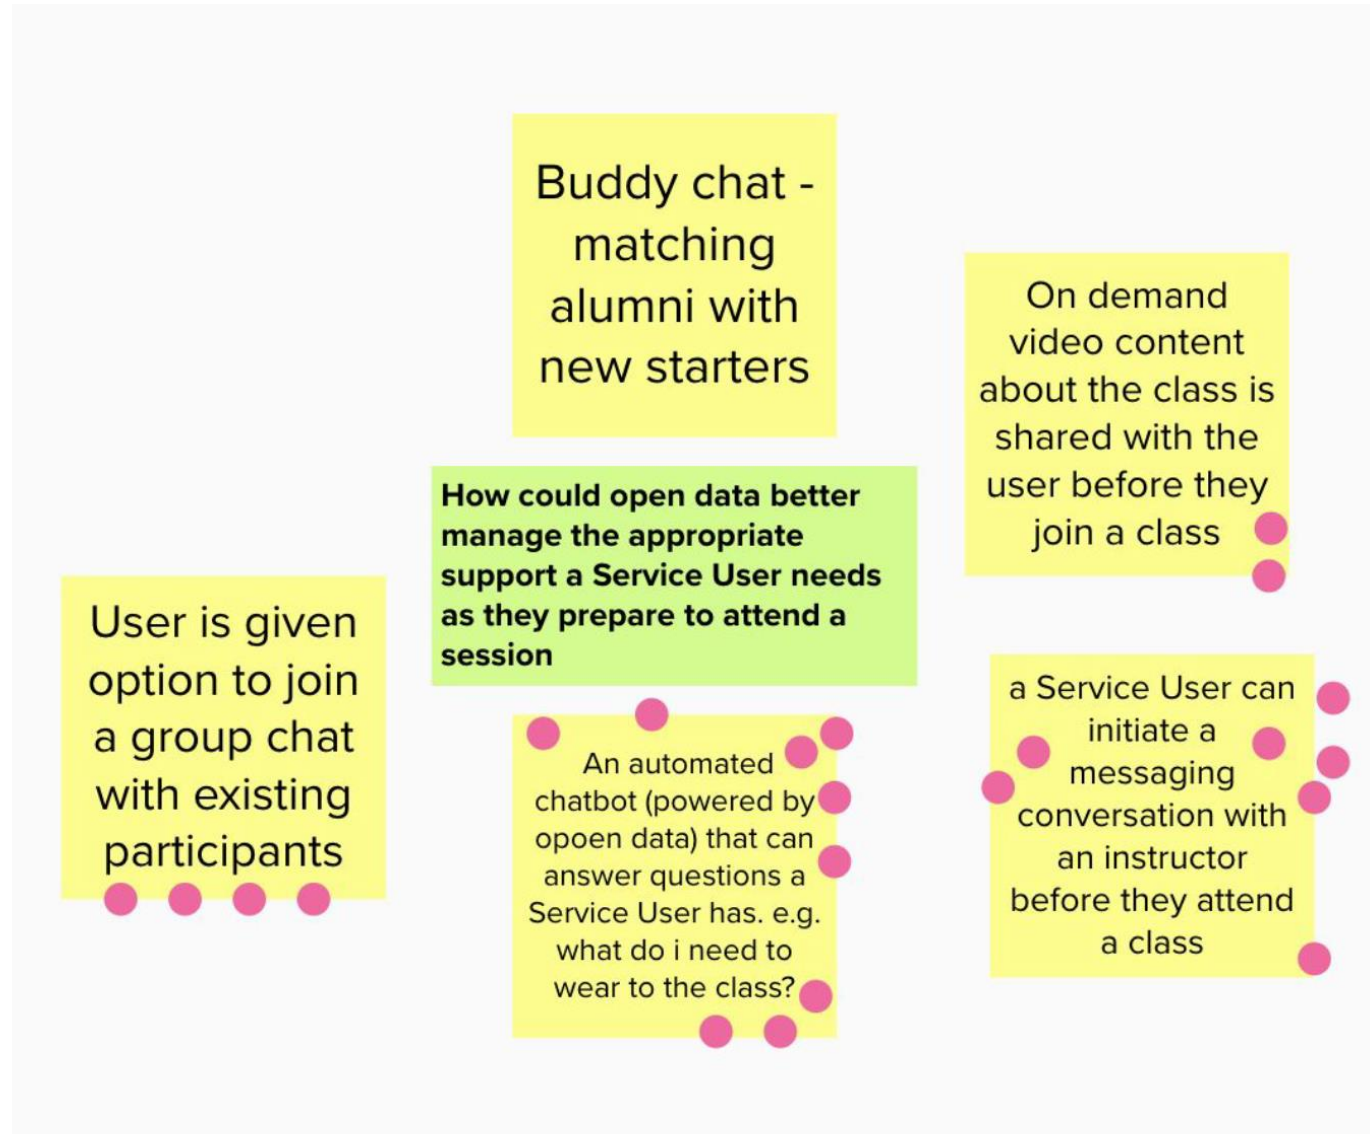 Buddy chat -
matching
alumni with
new starters
On demand
video content
about the class is
shared with the
user before they
join a class
How could open data better
manage the appropriate
support a Service User needs
as they prepare to attend a
session
User is given
option to join
a group chat
with existing
participants
An automated
chatbot (powered by
opoen data) that can
answer questions a
Service User has. e.g.
what do i need to
wear to the class?
a Service User can
initiate a
messaging
conversation with
an instructor
before they attend
a class